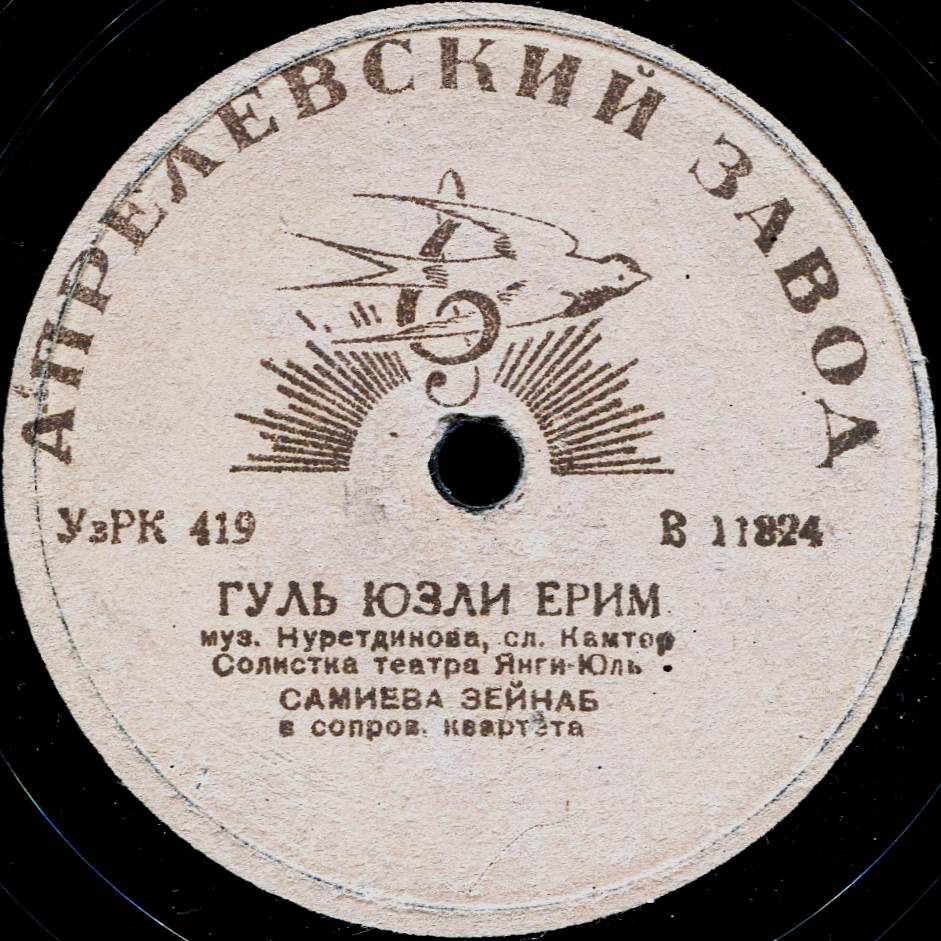 АПРЕЛЕВСКИЙ ЗАВОД
УзРК 419
В 11824
ГУЛЬ ЮЗЛИ ЕРИМ
муз. Нуретдинова, сл. Камтор
Солистка театра Янги-Юль
САМИЕВА ЗЕЙНАБ
в сопров. квартета